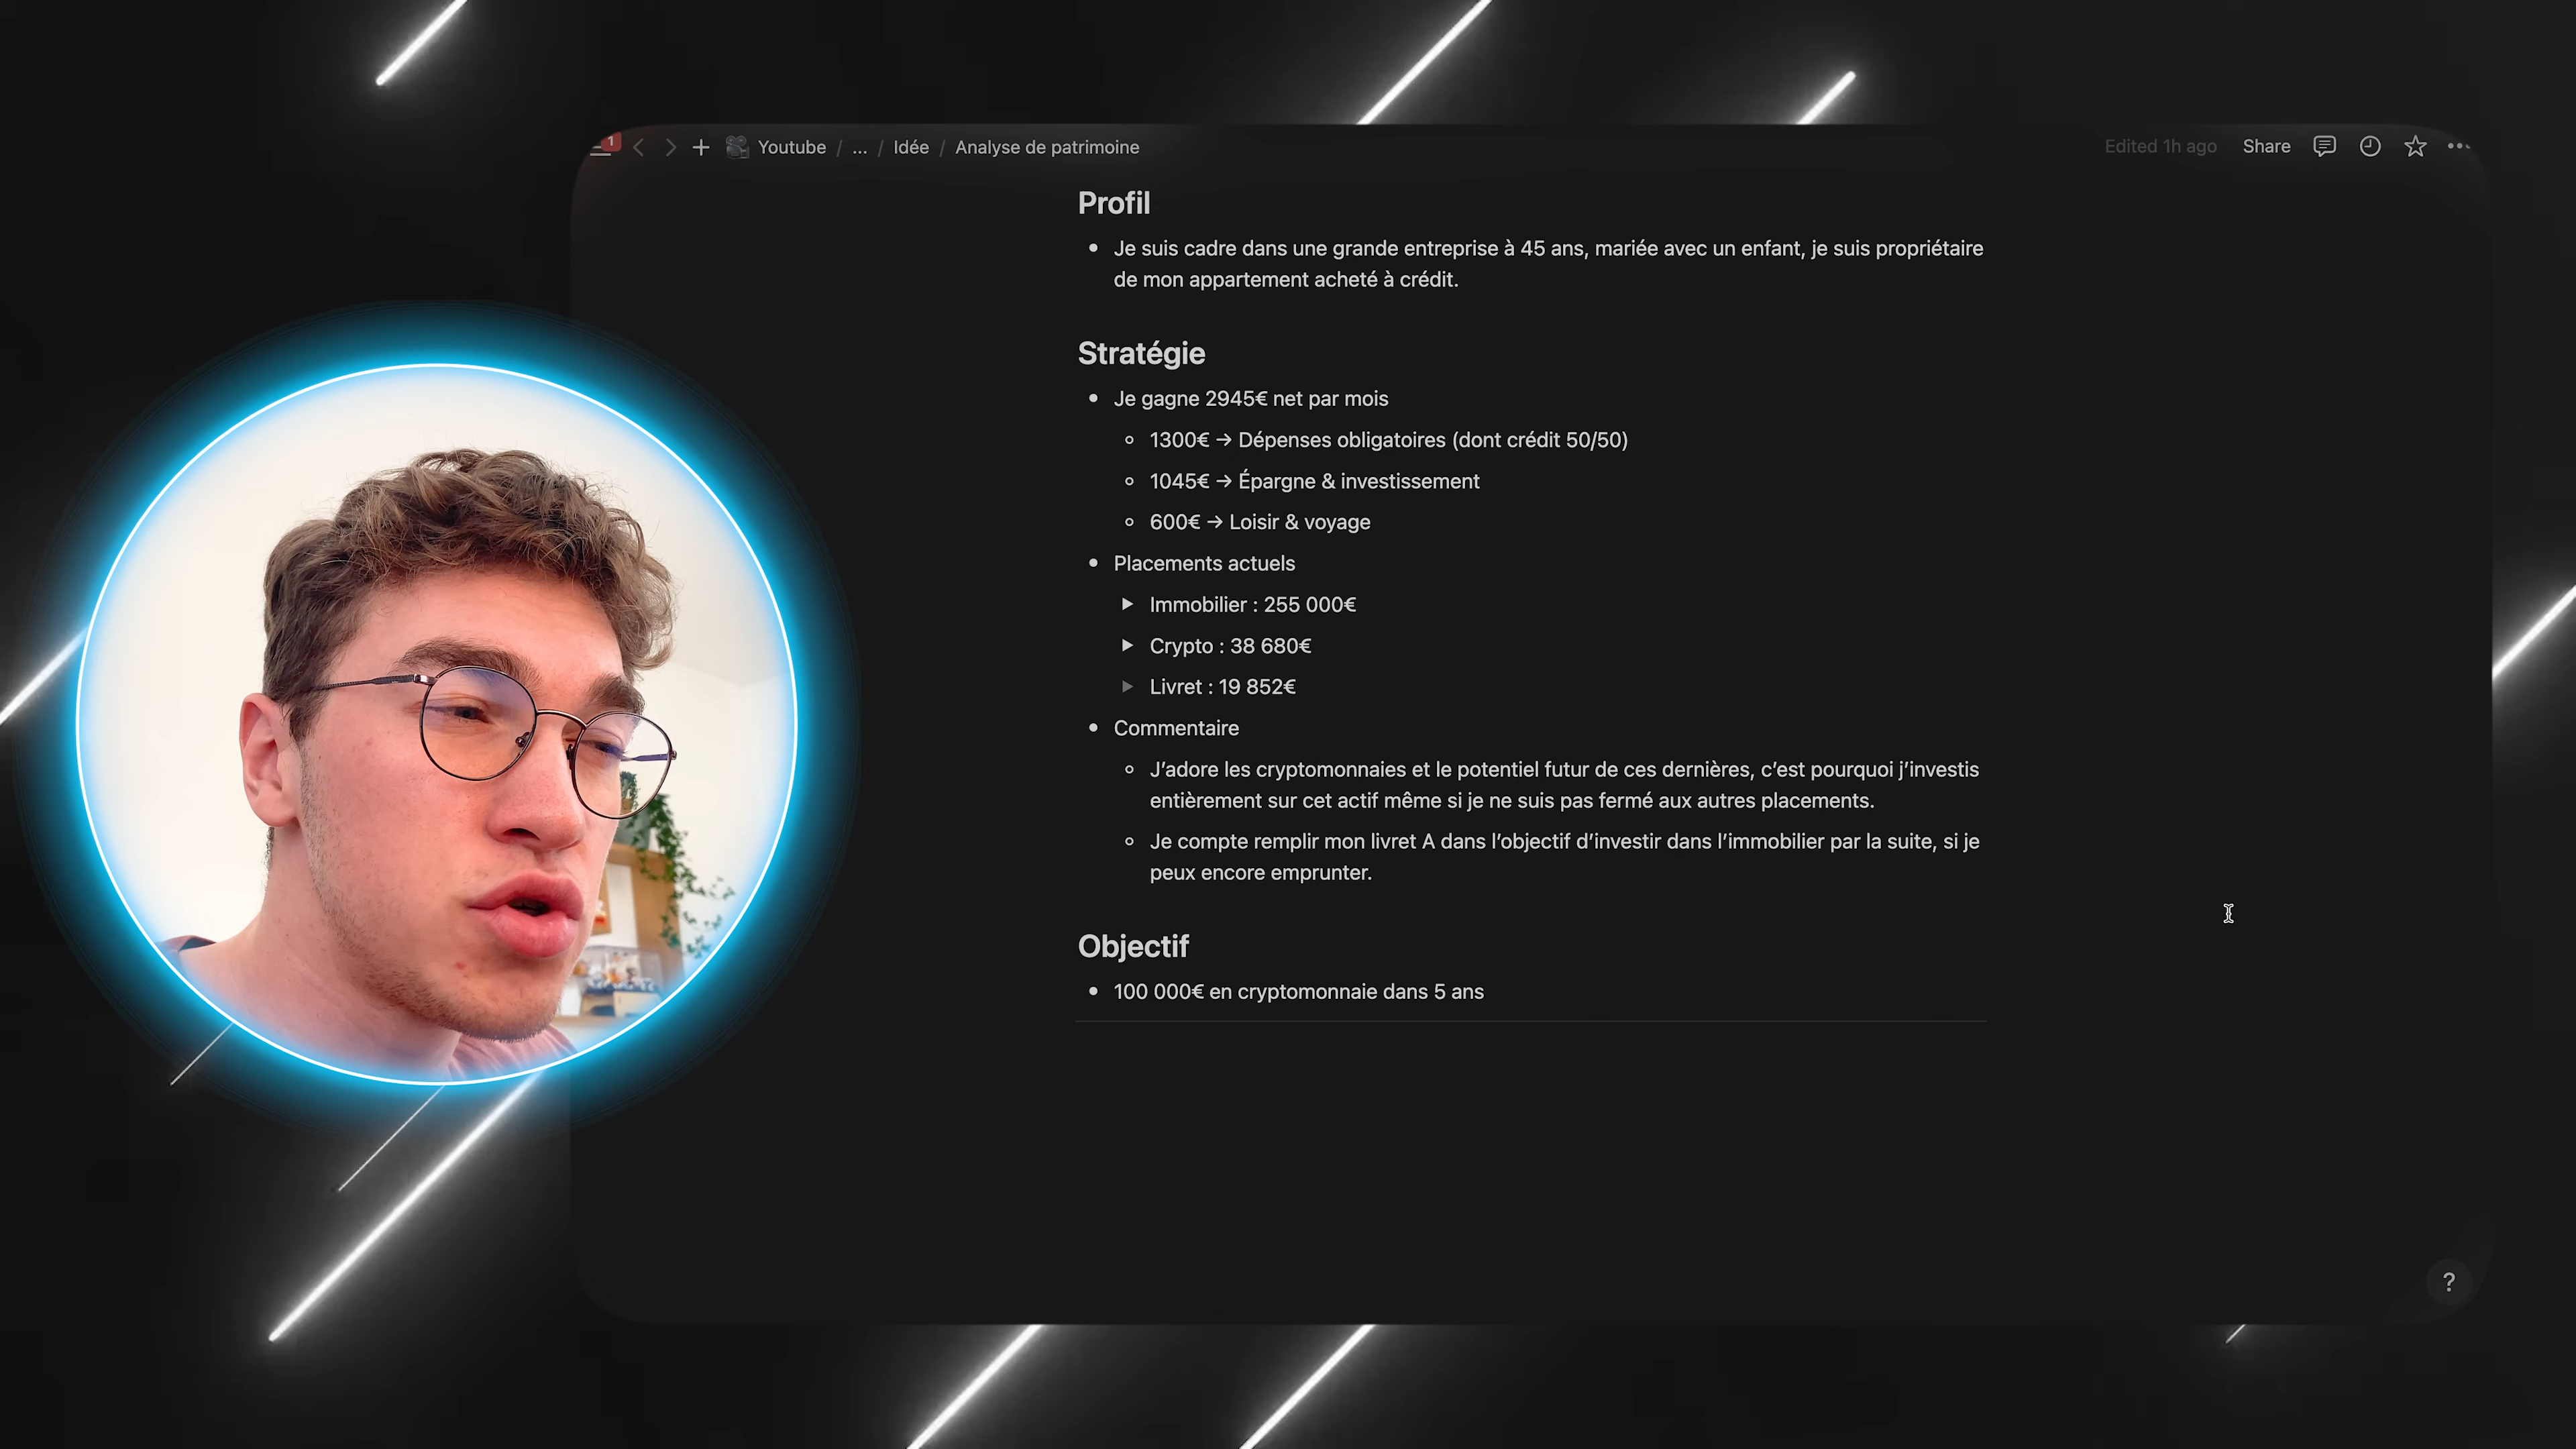 1
Youtube / ... / Idée / Analyse de patrimoine
Edited 1h ago Share
Profil
• Je suis cadre dans une grande entreprise à 45 ans, mariée avec un enfant, je suis propriétaire
de mon appartement acheté à crédit.
Stratégie
• Je gagne 2945€ net par mois
◦ 1300€ → Dépenses obligatoires (dont crédit 50/50)
◦ 1045€ → Épargne & investissement
◦ 600€ → Loisir & voyage
• Placements actuels
▶ Immobilier : 255 000€
▶ Crypto : 38 680€
▶ Livret : 19 852€
• Commentaire
◦ J’adore les cryptomonnaies et le potentiel futur de ces dernières, c’est pourquoi j’investis
entièrement sur cet actif même si je ne suis pas fermé aux autres placements.
◦ Je compte remplir mon livret A dans l’objectif d’investir dans l’immobilier par la suite, si je
peux encore emprunter.
Objectif
• 100 000€ en cryptomonnaie dans 5 ans
?